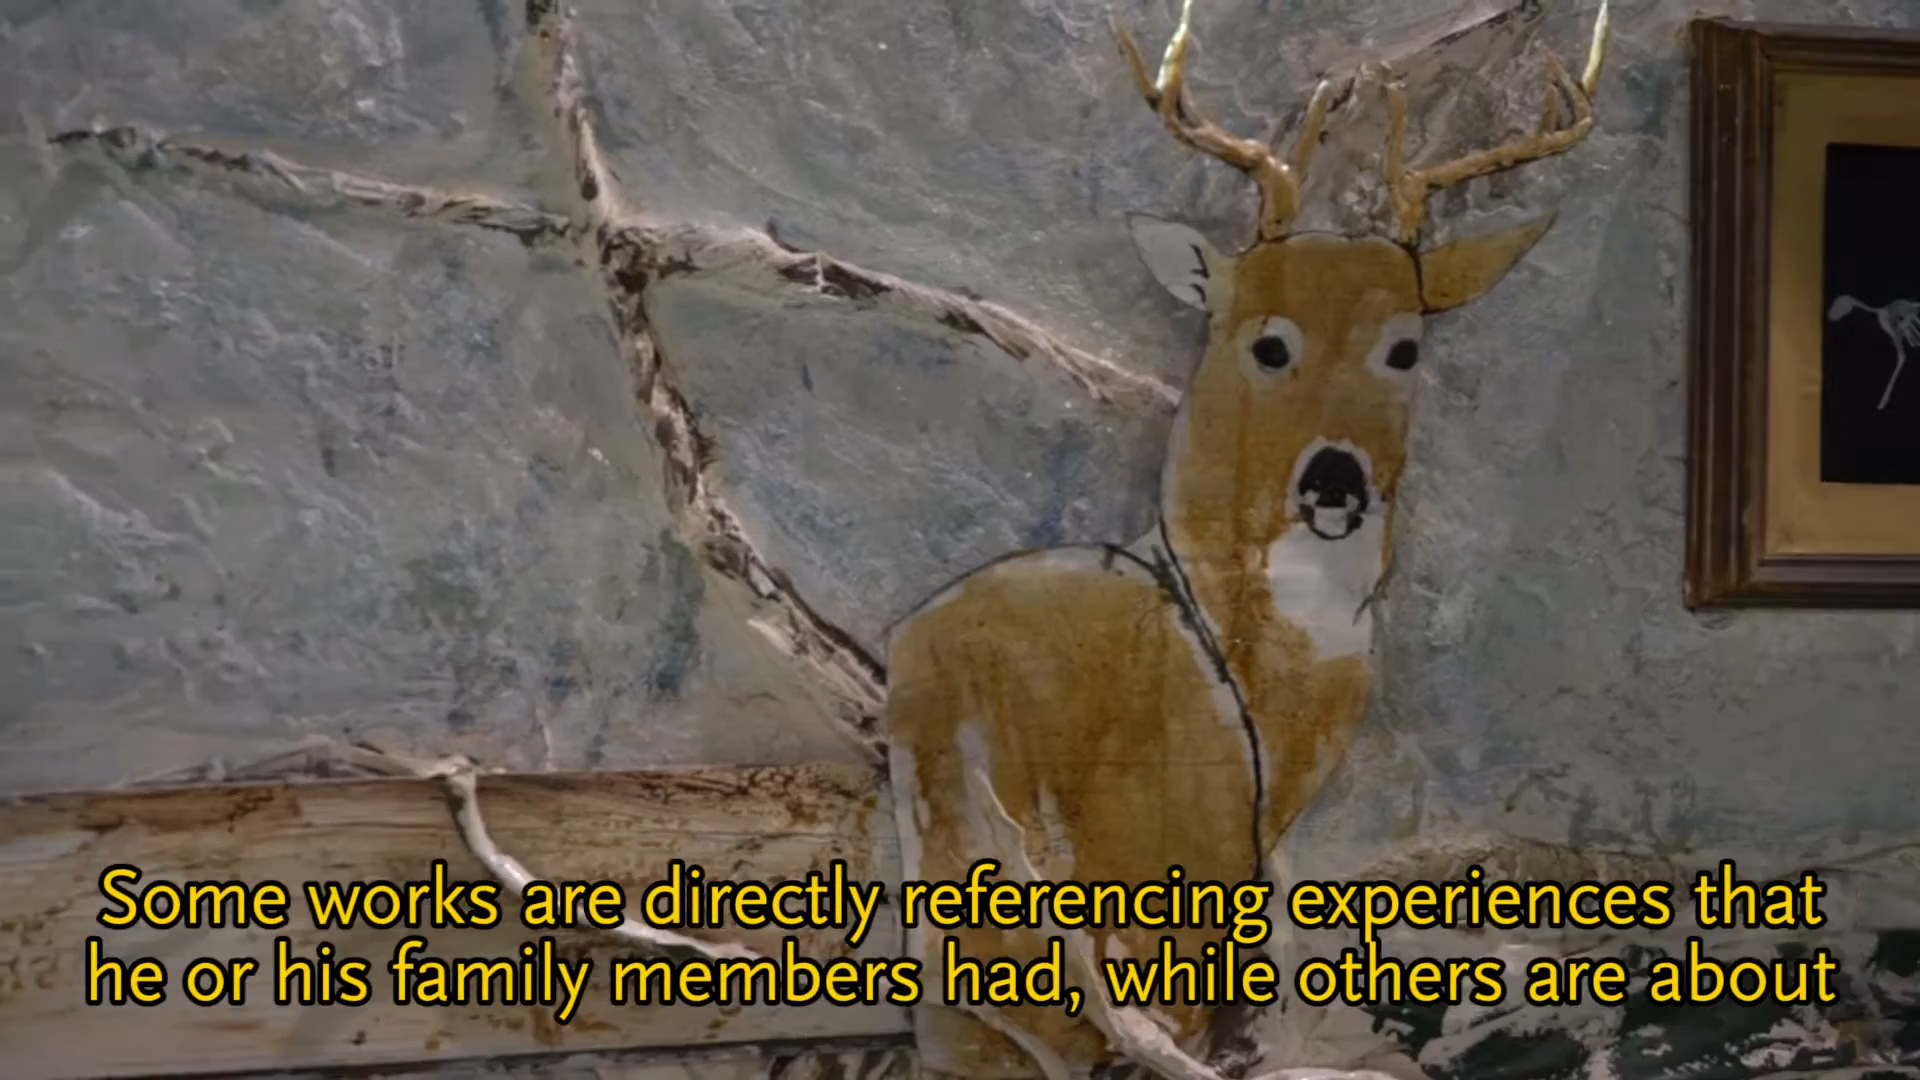 Some works are directly referencing experiences that
he or his family members had, while others are about